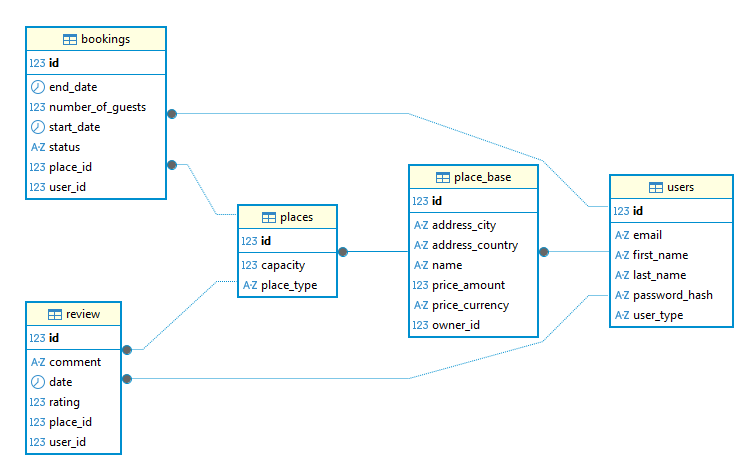 bookings
123 id
end_date
123 number_of_guests
start_date
A-Z status
123 place_id
123 user_id
places
123 id
123 capacity
A-Z place_type
place_base
123 id
A-Z address_city
A-Z address_country
A-Z name
123 price_amount
A-Z price_currency
123 owner_id
users
123 id
A-Z email
A-Z first_name
A-Z last_name
A-Z password_hash
A-Z user_type
review
123 id
A-Z comment
date
123 rating
123 place_id
123 user_id